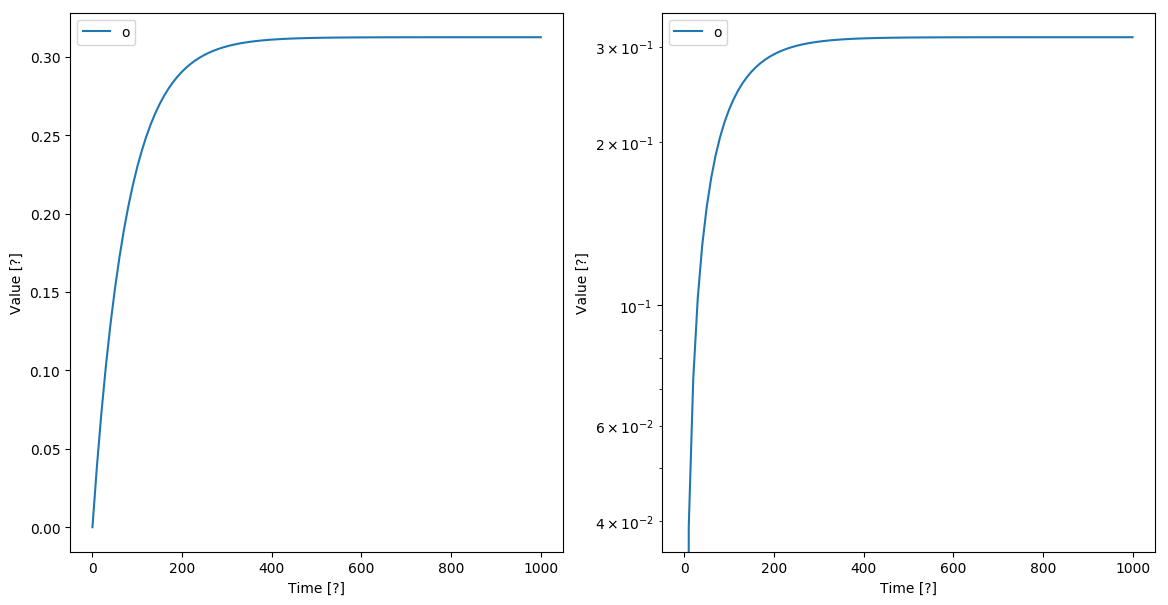 o
0.30
0.25
0.20
0.15
0.10
0.05
0.00
Value [?]
0 200 400 600 800 1000
Time [?]
o
3 × 10⁻¹
2 × 10⁻¹
10⁻¹
6 × 10⁻²
4 × 10⁻²
Value [?]
0 200 400 600 800 1000
Time [?]